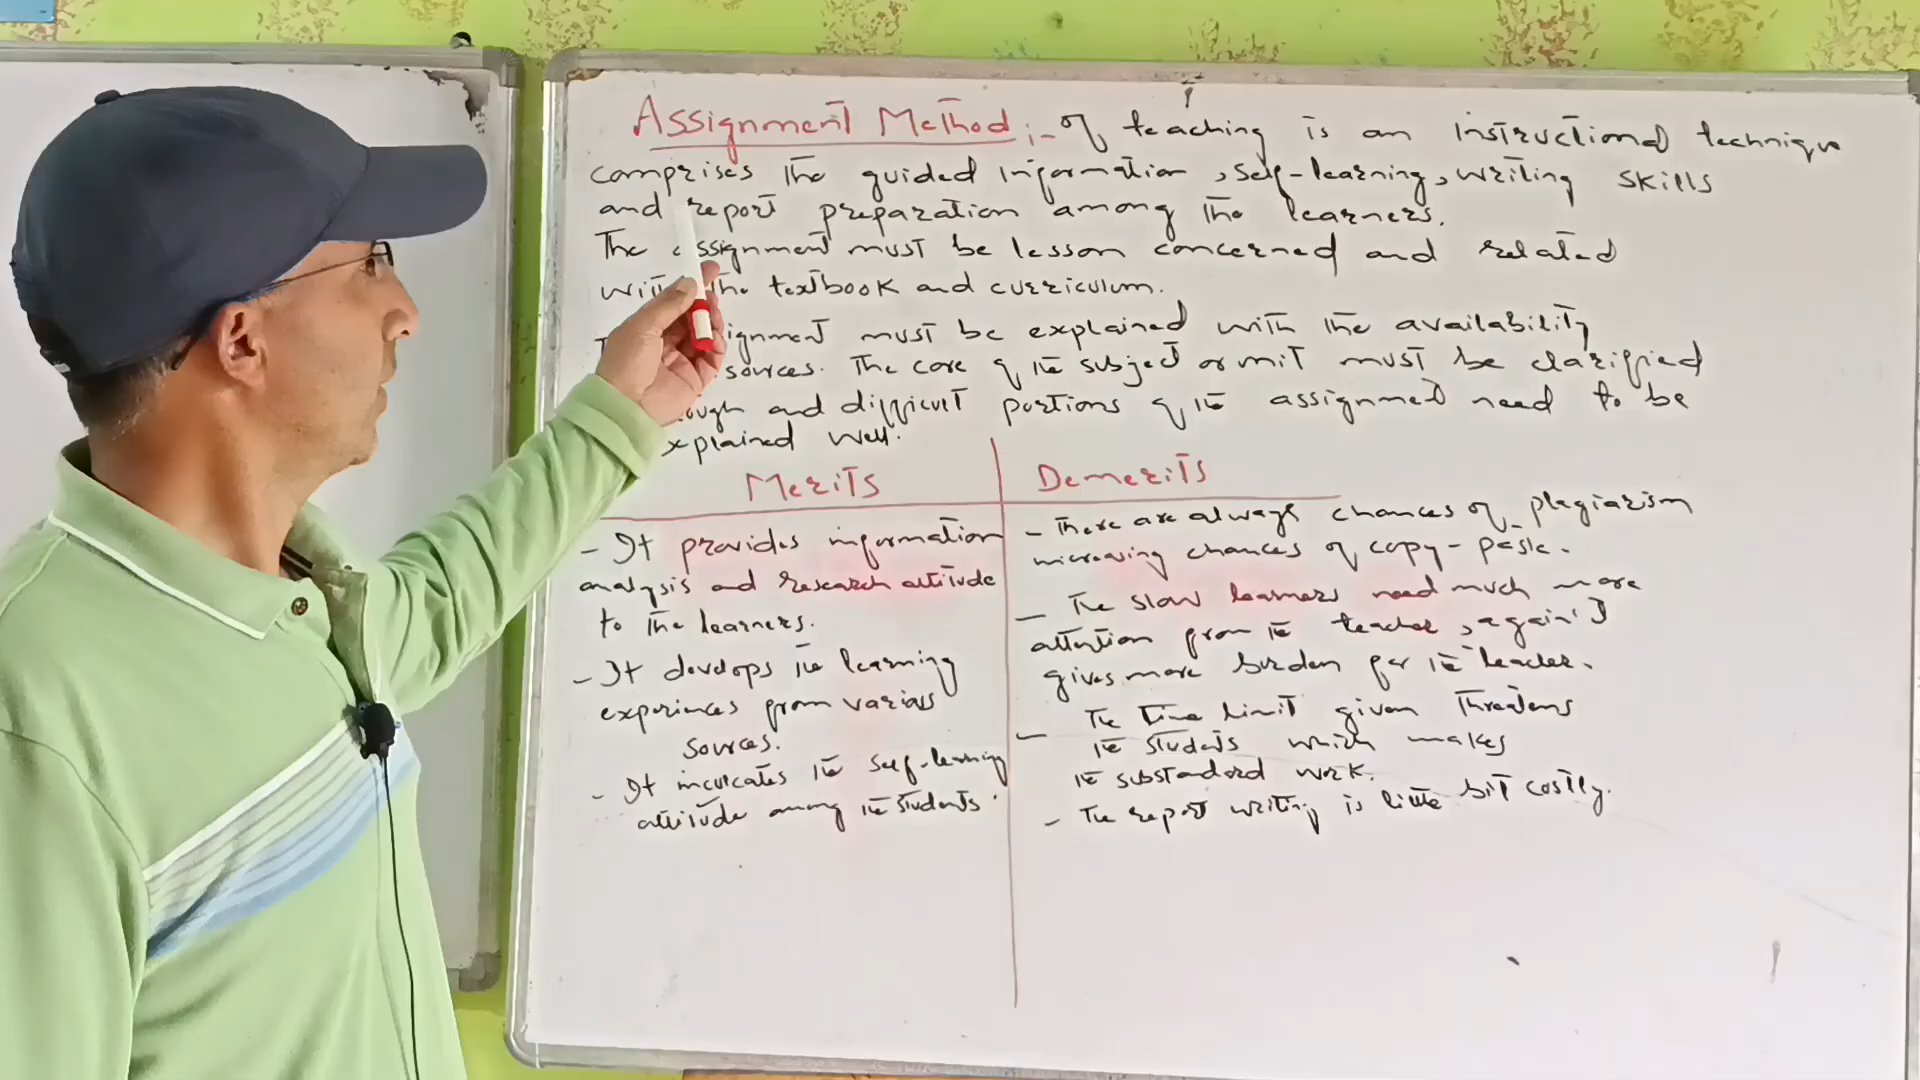 Assignment Method :- of teaching is an instructional technique
comprises the guided information, self-learning, writing skills
and report preparation among the learners.
The assignment must be lesson concerned and related
with the textbook and curriculum.
ignment must be explained with the availability
sources. The core of the subject or unit must be clarified
ough and difficult portions of the assignment need to be
xplained well.
Merits
- It provides information
analysis and research attitude
to the learners.
- It develops the learning
experinces from various
sources.
- It inculcates the self-learning
attitude among the students.
Demerits
- There are always chances of plagiarism
increasing chances of copy-paste.
- The slow learners need much more
attention from the teacher, again it
gives more burden for the teacher.
- The time limit given threatens
the students which makes
the substandard work.
- The report writing is little bit costly.